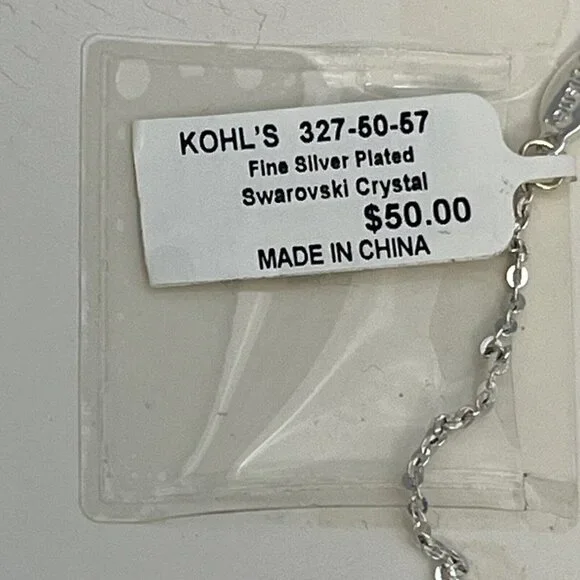 KOHL'S 327-50-57
Fine Silver Plated
Swarovski Crystal
$50.00
MADE IN CHINA